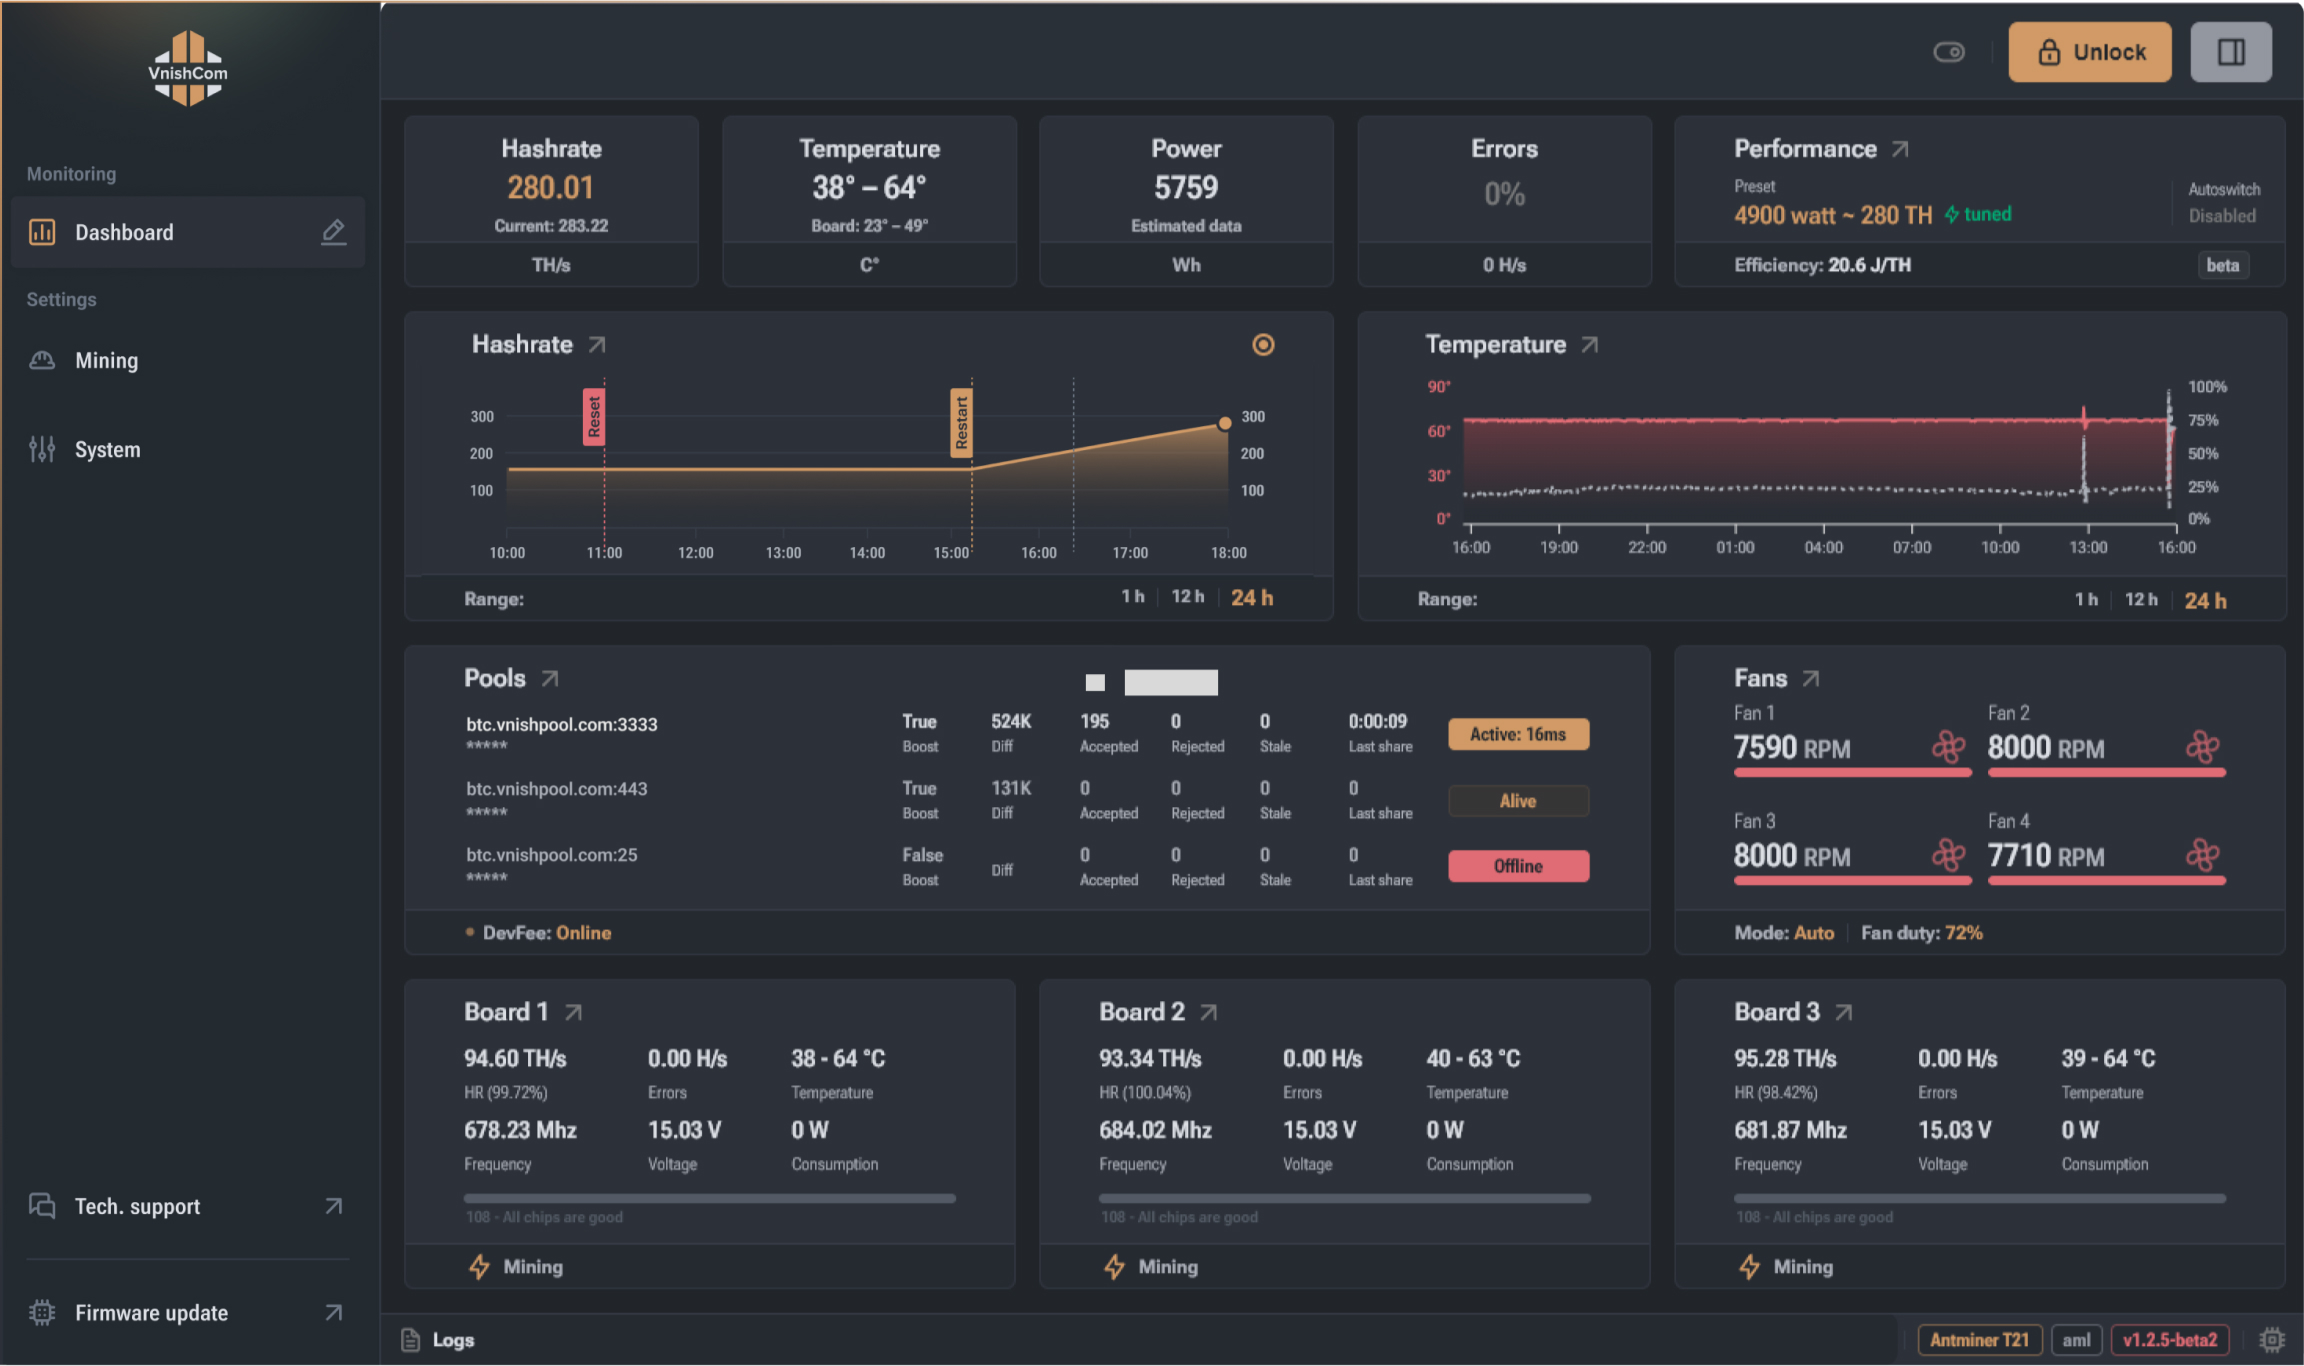 VnishCom
Monitoring
Dashboard
Settings
Mining
System
Tech. support
Firmware update
Unlock
Hashrate
280.01
Current: 283.22
TH/s
Temperature
38° – 64°
Board: 23° – 49°
C°
Power
5759
Estimated data
Wh
Errors
0%
0 H/s
Performance
Preset
4900 watt ~ 280 TH tuned
Autoswitch
Disabled
Efficiency: 20.6 J/TH
beta
Hashrate
Reset
Restart
300
200
100
300
200
100
10:00 11:00 12:00 13:00 14:00 15:00 16:00 17:00 18:00
Range: 1 h 12 h 24 h
Temperature
90°
60°
30°
0°
100%
75%
50%
25%
0%
16:00 19:00 22:00 01:00 04:00 07:00 10:00 13:00 16:00
Range: 1 h 12 h 24 h
Pools
btc.vnishpool.com:3333 True 524K 195 0 0 0:00:09 Active: 16ms
***** Boost Diff Accepted Rejected Stale Last share
btc.vnishpool.com:443 True 131K 0 0 0 0 Alive
***** Boost Diff Accepted Rejected Stale Last share
btc.vnishpool.com:25 False 0 0 0 0 Offline
***** Boost Diff Accepted Rejected Stale Last share
DevFee: Online
Fans
Fan 1 Fan 2
7590 RPM 8000 RPM
Fan 3 Fan 4
8000 RPM 7710 RPM
Mode: Auto Fan duty: 72%
Board 1
94.60 TH/s 0.00 H/s 38 - 64 °C
HR (99.72%) Errors Temperature
678.23 Mhz 15.03 V 0 W
Frequency Voltage Consumption
108 - All chips are good
Mining
Board 2
93.34 TH/s 0.00 H/s 40 - 63 °C
HR (100.04%) Errors Temperature
684.02 Mhz 15.03 V 0 W
Frequency Voltage Consumption
108 - All chips are good
Mining
Board 3
95.28 TH/s 0.00 H/s 39 - 64 °C
HR (98.42%) Errors Temperature
681.87 Mhz 15.03 V 0 W
Frequency Voltage Consumption
108 - All chips are good
Mining
Logs
Antminer T21 aml v1.2.5-beta2